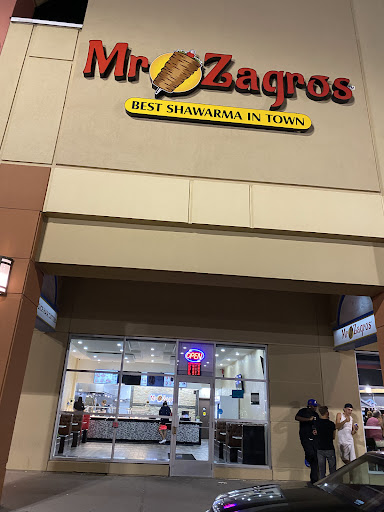 Mr Zagros
BEST SHAWARMA IN TOWN
OPEN
Mr Zagros